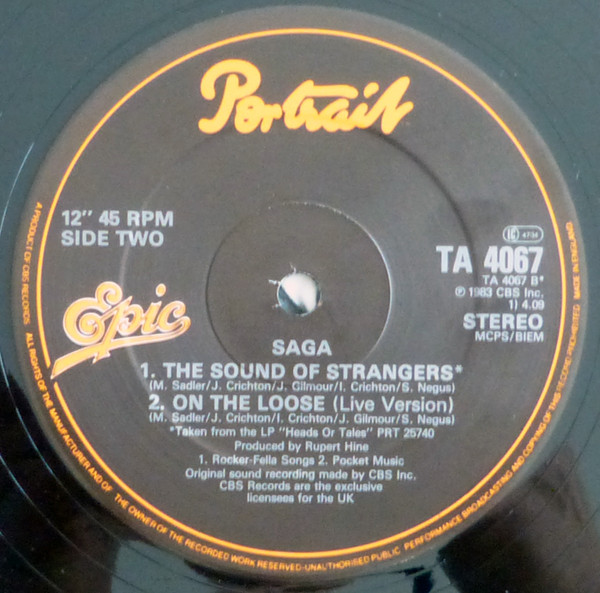 Portrait
12" 45 RPM
SIDE TWO
Epic
LC 4734
TA 4067
TA 4067 B*
℗ 1983 CBS Inc.
1) 4.09
STEREO
MCPS/BIEM
SAGA
1. THE SOUND OF STRANGERS*
(M. Sadler/J. Crichton/J. Gilmour/I. Crichton/S. Negus)
2. ON THE LOOSE (Live Version)
(M. Sadler/J. Crichton/I. Crichton/J. Gilmour/S. Negus)
*Taken from the LP "Heads Or Tales" PRT 25740
Produced by Rupert Hine
1. Rocker-Fella Songs 2. Pocket Music
Original sound recording made by CBS Inc.
CBS Records are the exclusive
licensees for the UK
A PRODUCT OF CBS RECORDS. ALL RIGHTS OF THE MANUFACTURER AND OF THE OWNER OF THE RECORDED WORK RESERVED-UNAUTHORISED PUBLIC PERFORMANCE BROADCASTING AND COPYING OF THIS RECORD PROHIBITED MADE IN ENGLAND